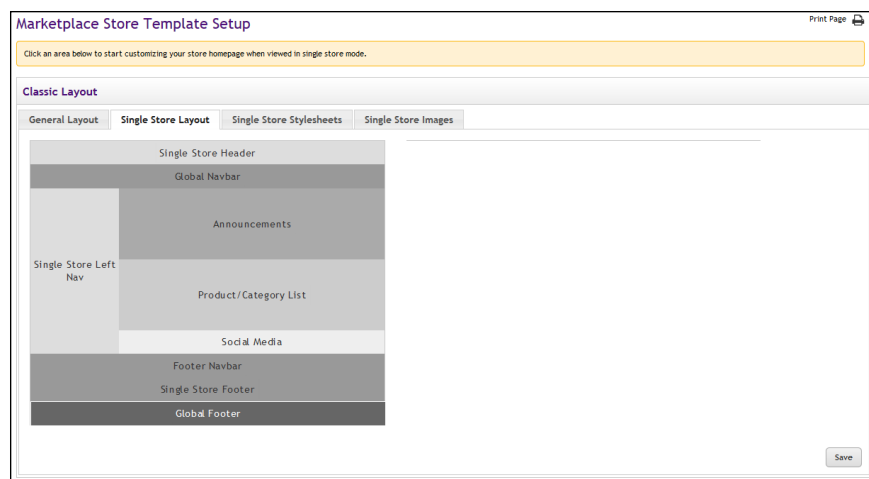 Marketplace Store Template Setup
Print Page
Click an area below to start customizing your store homepage when viewed in single store mode.
Classic Layout
General Layout
Single Store Layout
Single Store Stylesheets
Single Store Images
Single Store Header
Global Navbar
Announcements
Single Store Left
Nav
Product/Category List
Social Media
Footer Navbar
Single Store Footer
Global Footer
Save